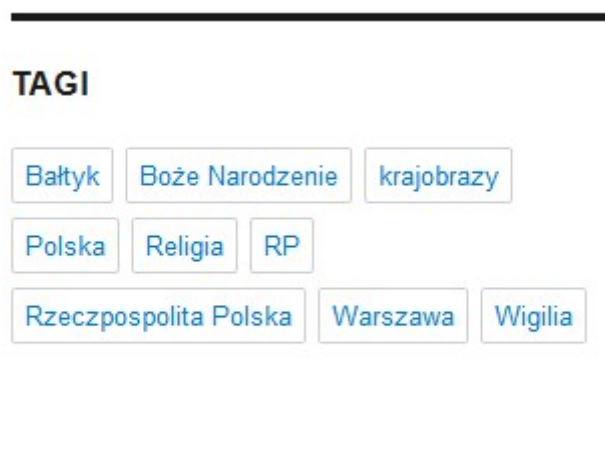 TAGI
Bałtyk Boże Narodzenie krajobrazy
Polska Religia RP
Rzeczpospolita Polska Warszawa Wigilia